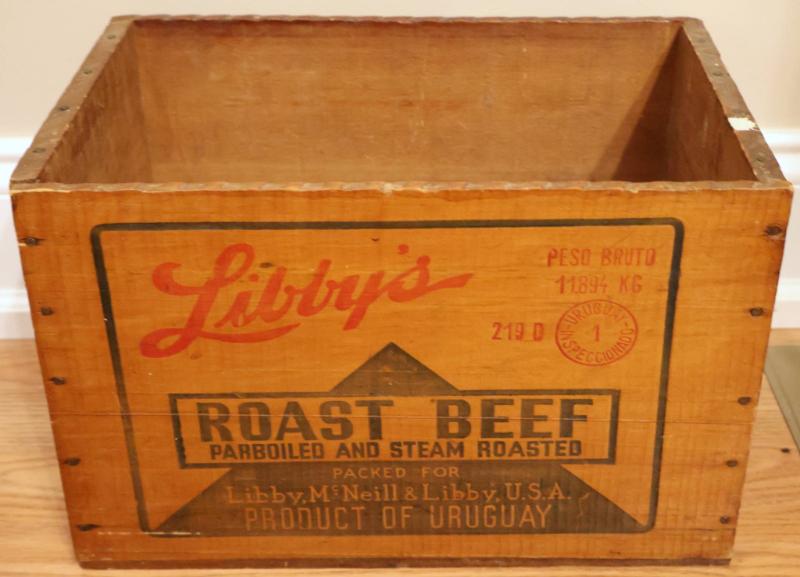 Libby's
PESO BRUTO
11.894 KG
219 D
URUGUAY
1
INSPECCIONADO
ROAST BEEF
PARBOILED AND STEAM ROASTED
PACKED FOR
Libby, McNeill & Libby, U.S.A.
PRODUCT OF URUGUAY